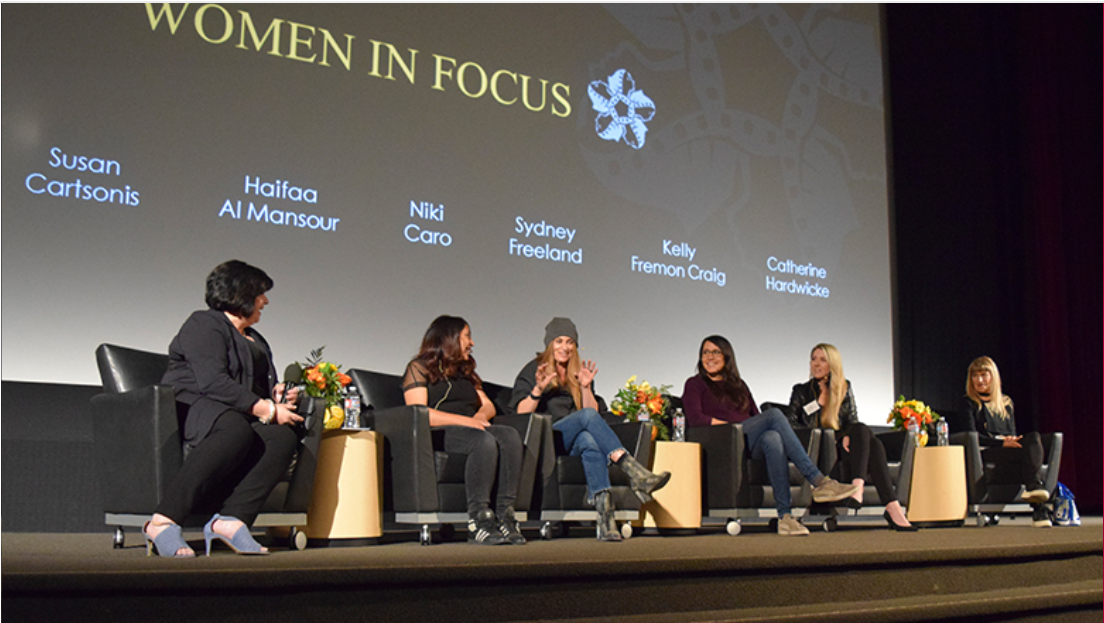 WOMEN IN FOCUS
Susan
Cartsonis
Haifaa
Al Mansour
Niki
Caro
Sydney
Freeland
Kelly
Fremon Craig
Catherine
Hardwicke